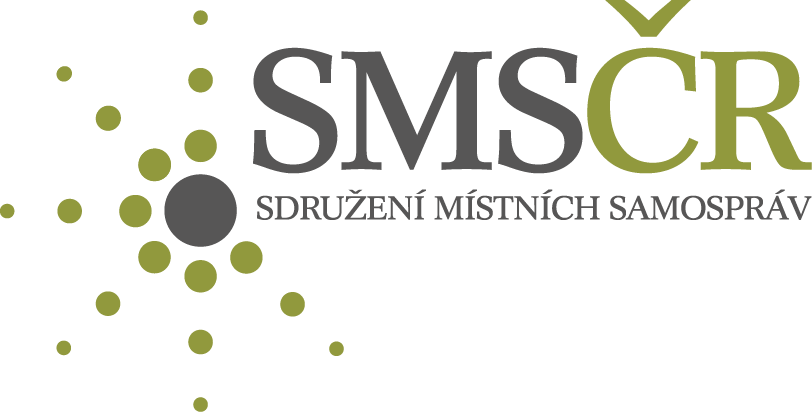 SMSČR
SDRUŽENÍ MÍSTNÍCH SAMOSPRÁV